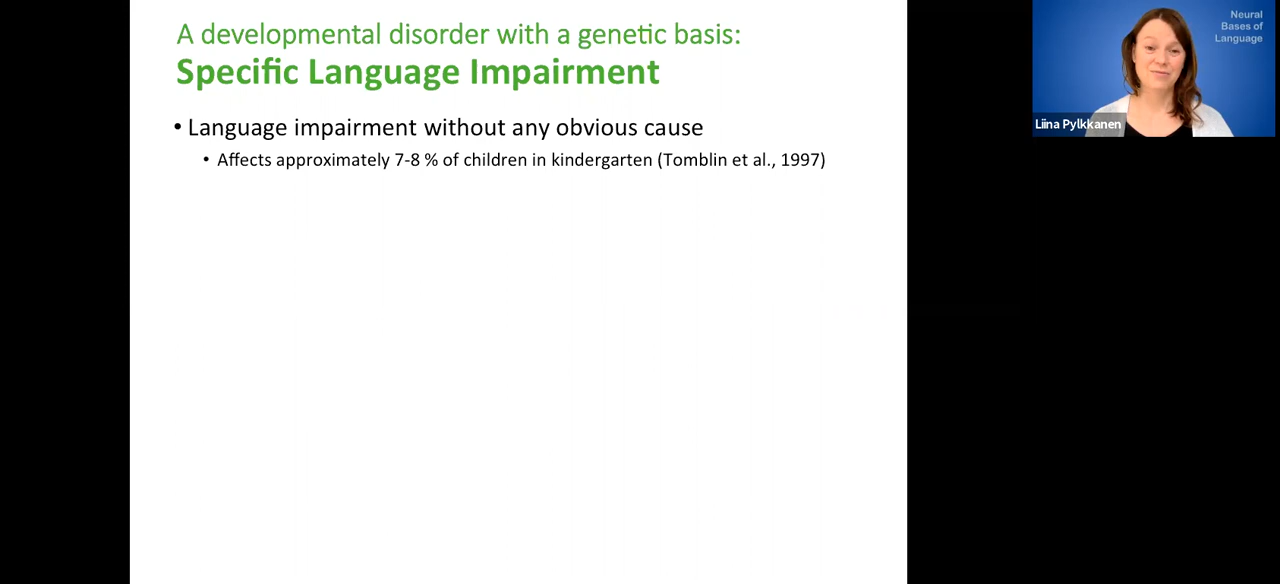 A developmental disorder with a genetic basis:
Specific Language Impairment
• Language impairment without any obvious cause
• Affects approximately 7-8 % of children in kindergarten (Tomblin et al., 1997)
Neural
Bases of
Language
Liina Pylkkanen